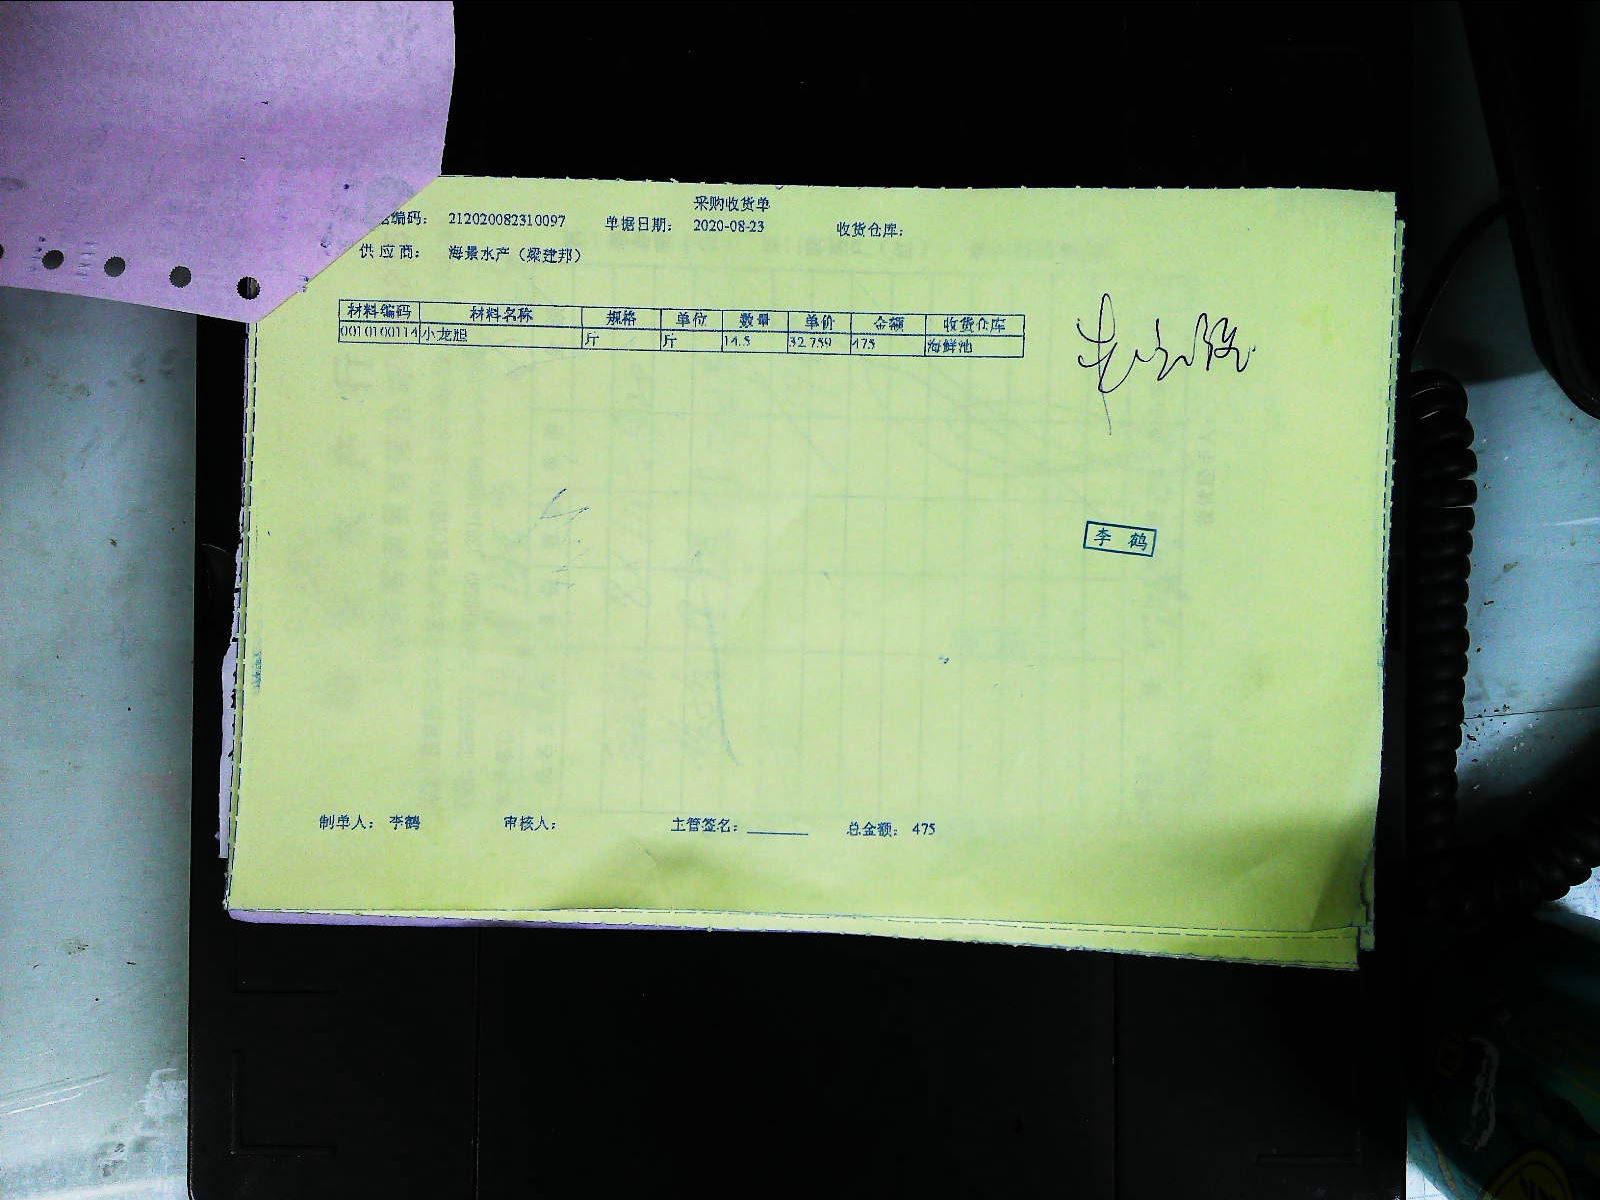 采购收货单
编码： 212020082310097 单据日期： 2020-08-23 收货仓库：
供应商： 海景水产（梁建邦）
材料编码 材料名称 规格 单位 数量 单价 金额 收货仓库
0010100114 小龙胆 斤 斤 14.5 32.759 475 海鲜池
李 鹤
制单人： 李鹤 审核人： 主管签名：______ 总金额： 475